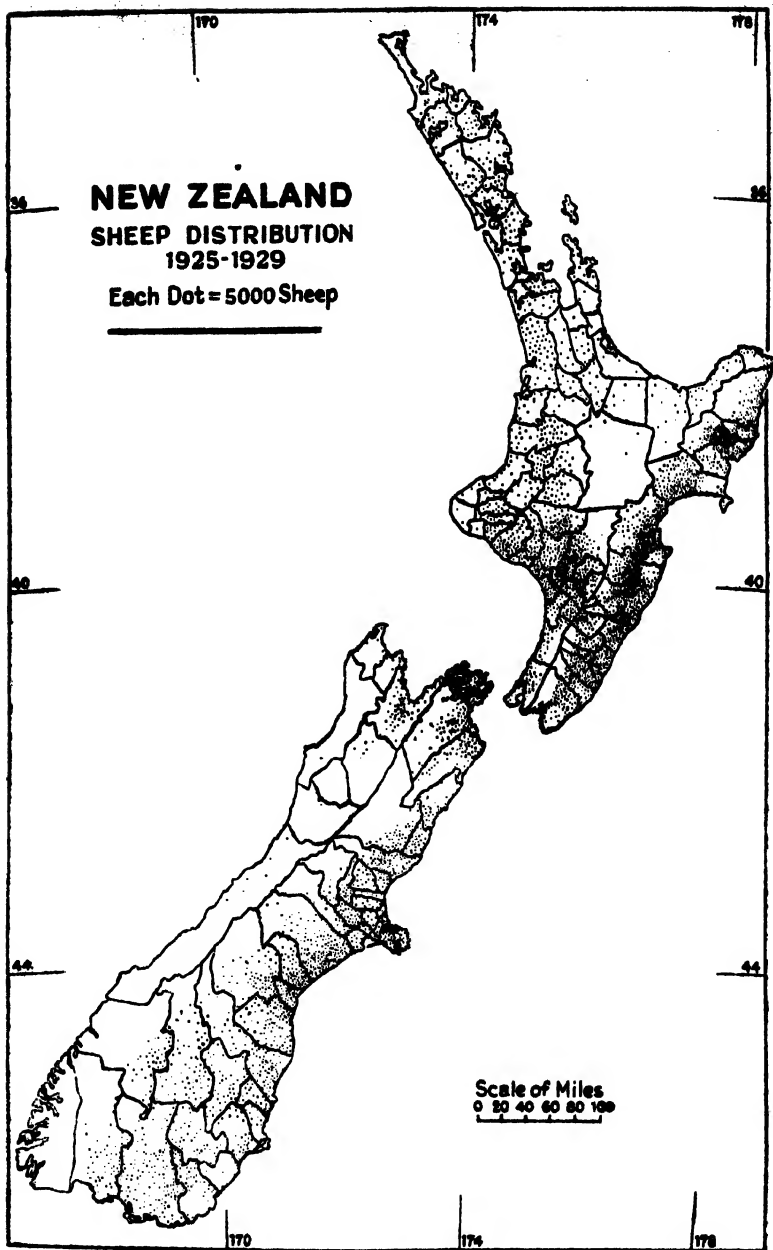 170 174 178
NEW ZEALAND
36 36
SHEEP DISTRIBUTION
1925-1929
Each Dot = 5000 Sheep
40 40
44 44
Scale of Miles
0 20 40 60 80 100
170 174 178